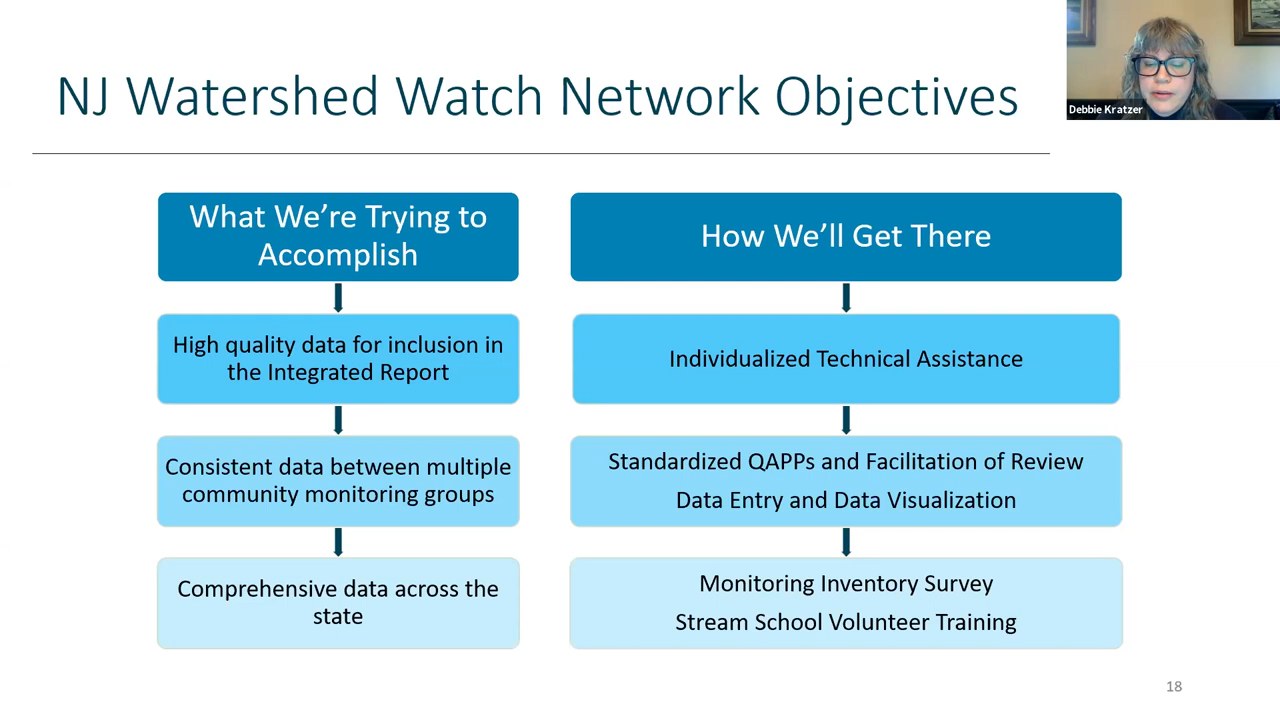 NJ Watershed Watch Network Objectives
Debbie Kratzer
What We’re Trying to
Accomplish
High quality data for inclusion in
the Integrated Report
Consistent data between multiple
community monitoring groups
Comprehensive data across the
state
How We’ll Get There
Individualized Technical Assistance
Standardized QAPPs and Facilitation of Review
Data Entry and Data Visualization
Monitoring Inventory Survey
Stream School Volunteer Training
18